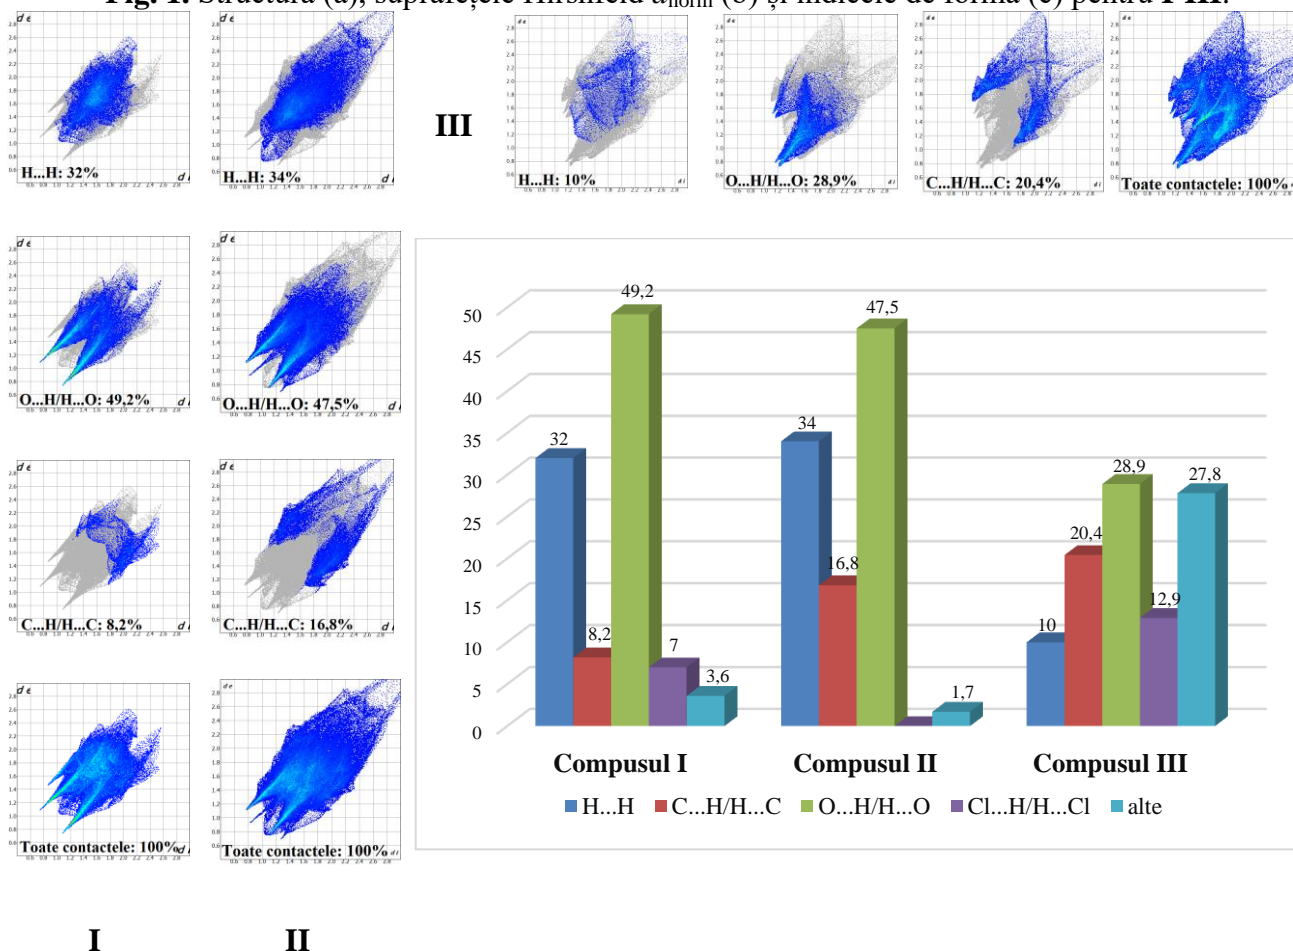 Fig. 1. Structura (a), suprafețele Hirshfeld dnorm (b) și indicele de formă (c) pentru I-III.
H...H: 32%
H...H: 34%
III
H...H: 10%
O...H/H...O: 28,9%
C...H/H...C: 20,4%
Toate contactele: 100%
O...H/H...O: 49,2%
O...H/H...O: 47,5%
C...H/H...C: 8,2%
C...H/H...C: 16,8%
Toate contactele: 100%
Toate contactele: 100%
50
45
40
35
30
25
20
15
10
5
0
32
8,2
49,2
7
3,6
34
16,8
47,5
1,7
10
20,4
28,9
12,9
27,8
Compusul I
Compusul II
Compusul III
H...H
C...H/H...C
O...H/H...O
Cl...H/H...Cl
alte
I
II